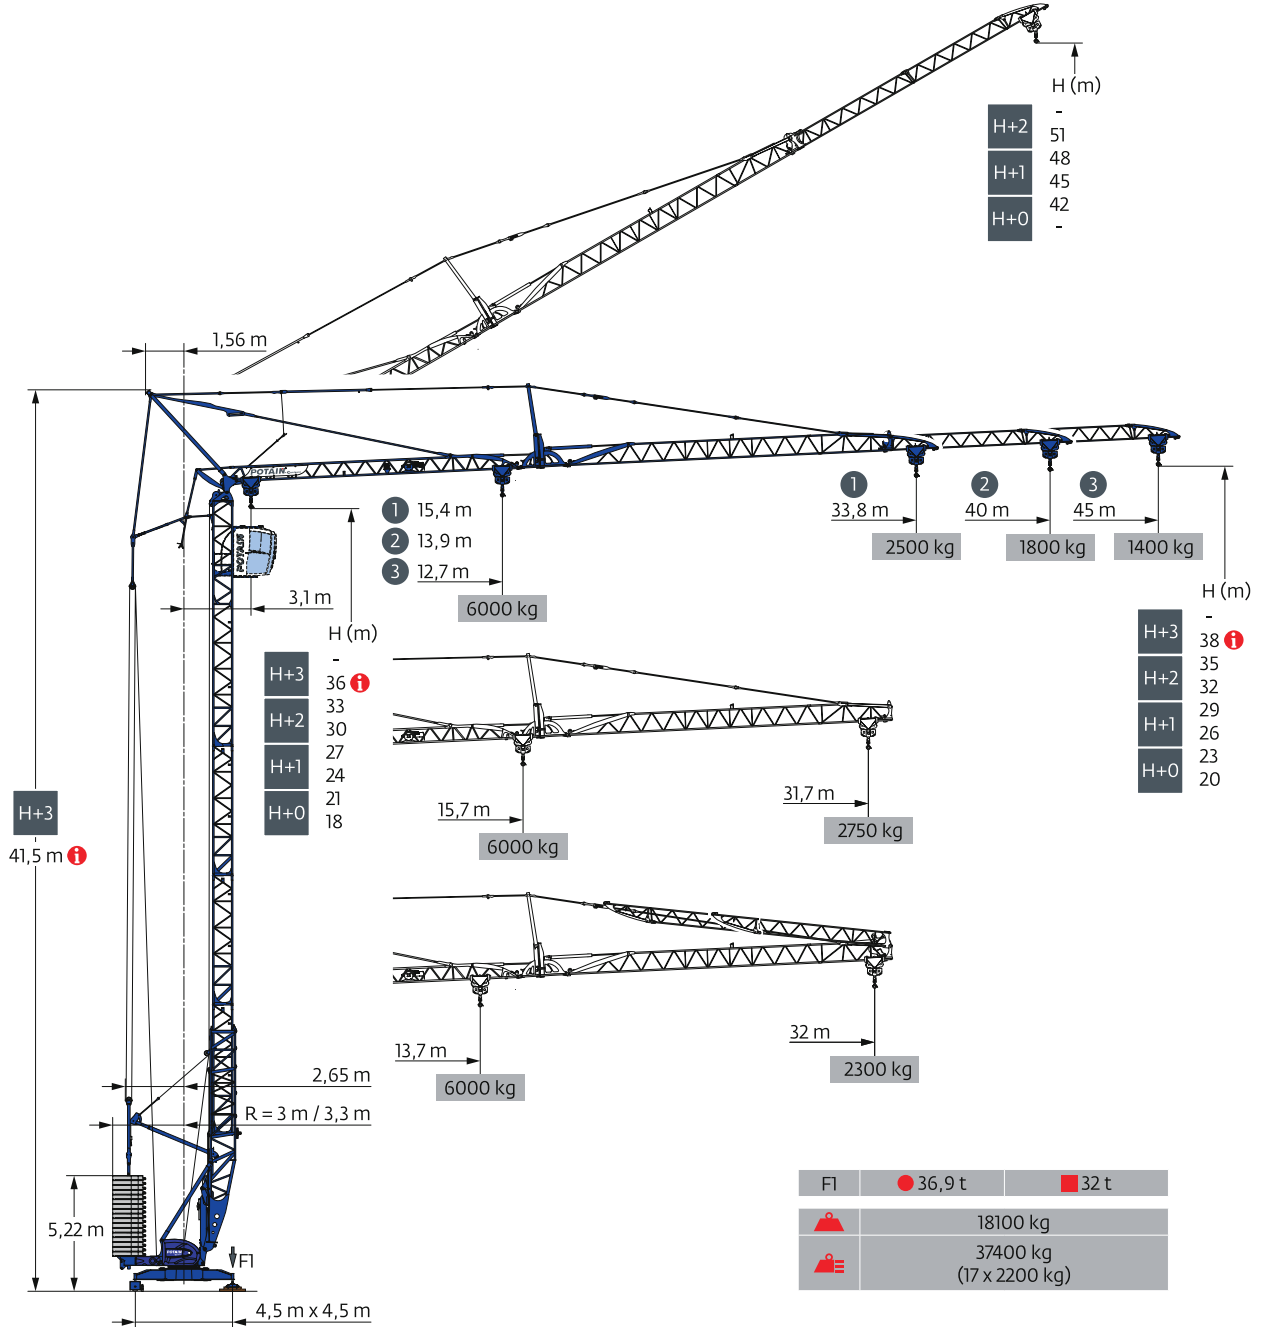 H (m)
-
H+2
51
48
H+1
45
42
H+0
-
1,56 m
POTAIN
POTAIN
1 15,4 m
2 13,9 m
3 12,7 m
6000 kg
1
33,8 m
2500 kg
2
40 m
1800 kg
3
45 m
1400 kg
3,1 m
H (m)
-
H+3
36 i
33
H+2
30
27
H+1
24
21
H+0
18
H (m)
-
H+3
38 i
35
H+2
32
29
H+1
26
23
H+0
20
15,7 m
6000 kg
31,7 m
2750 kg
H+3
41,5 m i
13,7 m
6000 kg
32 m
2300 kg
2,65 m
R = 3 m / 3,3 m
5,22 m
F1
4,5 m x 4,5 m
F1 36,9 t 32 t
18100 kg
37400 kg
(17 x 2200 kg)